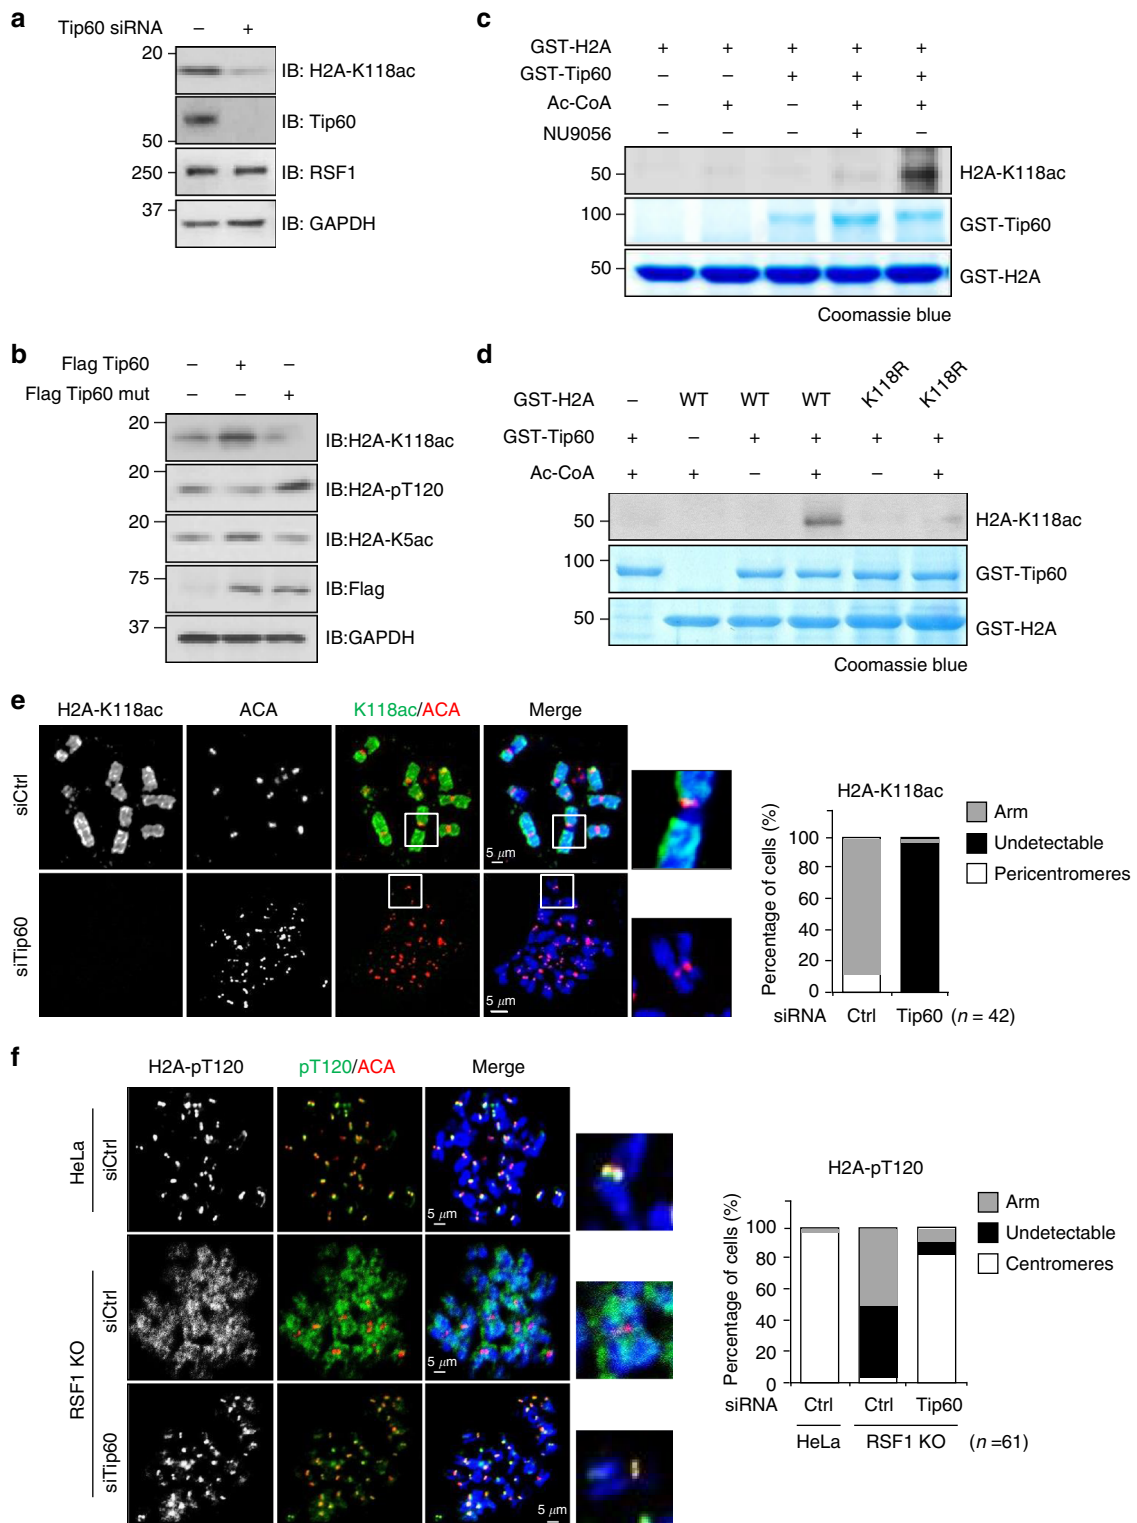 a
Tip60 siRNA – +
20
IB: H2A-K118ac
IB: Tip60
50
250
IB: RSF1
37
IB: GAPDH
b
Flag Tip60 – + –
Flag Tip60 mut – – +
20
IB:H2A-K118ac
20
IB:H2A-pT120
20
IB:H2A-K5ac
75
IB:Flag
37
IB:GAPDH
c
GST-H2A + + + + +
GST-Tip60 – – + + +
Ac-CoA – + – + +
NU9056 – – – + –
50
H2A-K118ac
100
GST-Tip60
50
GST-H2A
Coomassie blue
d
GST-H2A – WT WT WT K118R K118R
GST-Tip60 + – + + + +
Ac-CoA + + – + – +
50
H2A-K118ac
100
GST-Tip60
50
GST-H2A
Coomassie blue
e
H2A-K118ac ACA K118ac/ACA Merge
siCtrl
5 μm
siTip60
5 μm
H2A-K118ac
Percentage of cells (%)
100
80
60
40
20
0
Arm
Undetectable
Pericentromeres
siRNA Ctrl Tip60 (n = 42)
f
H2A-pT120 pT120/ACA Merge
HeLa
siCtrl
5 μm
RSF1 KO
siCtrl
5 μm
siTip60
5 μm
H2A-pT120
Percentage of cells (%)
100
80
60
40
20
0
Arm
Undetectable
Centromeres
siRNA Ctrl Ctrl Tip60
HeLa RSF1 KO (n =61)